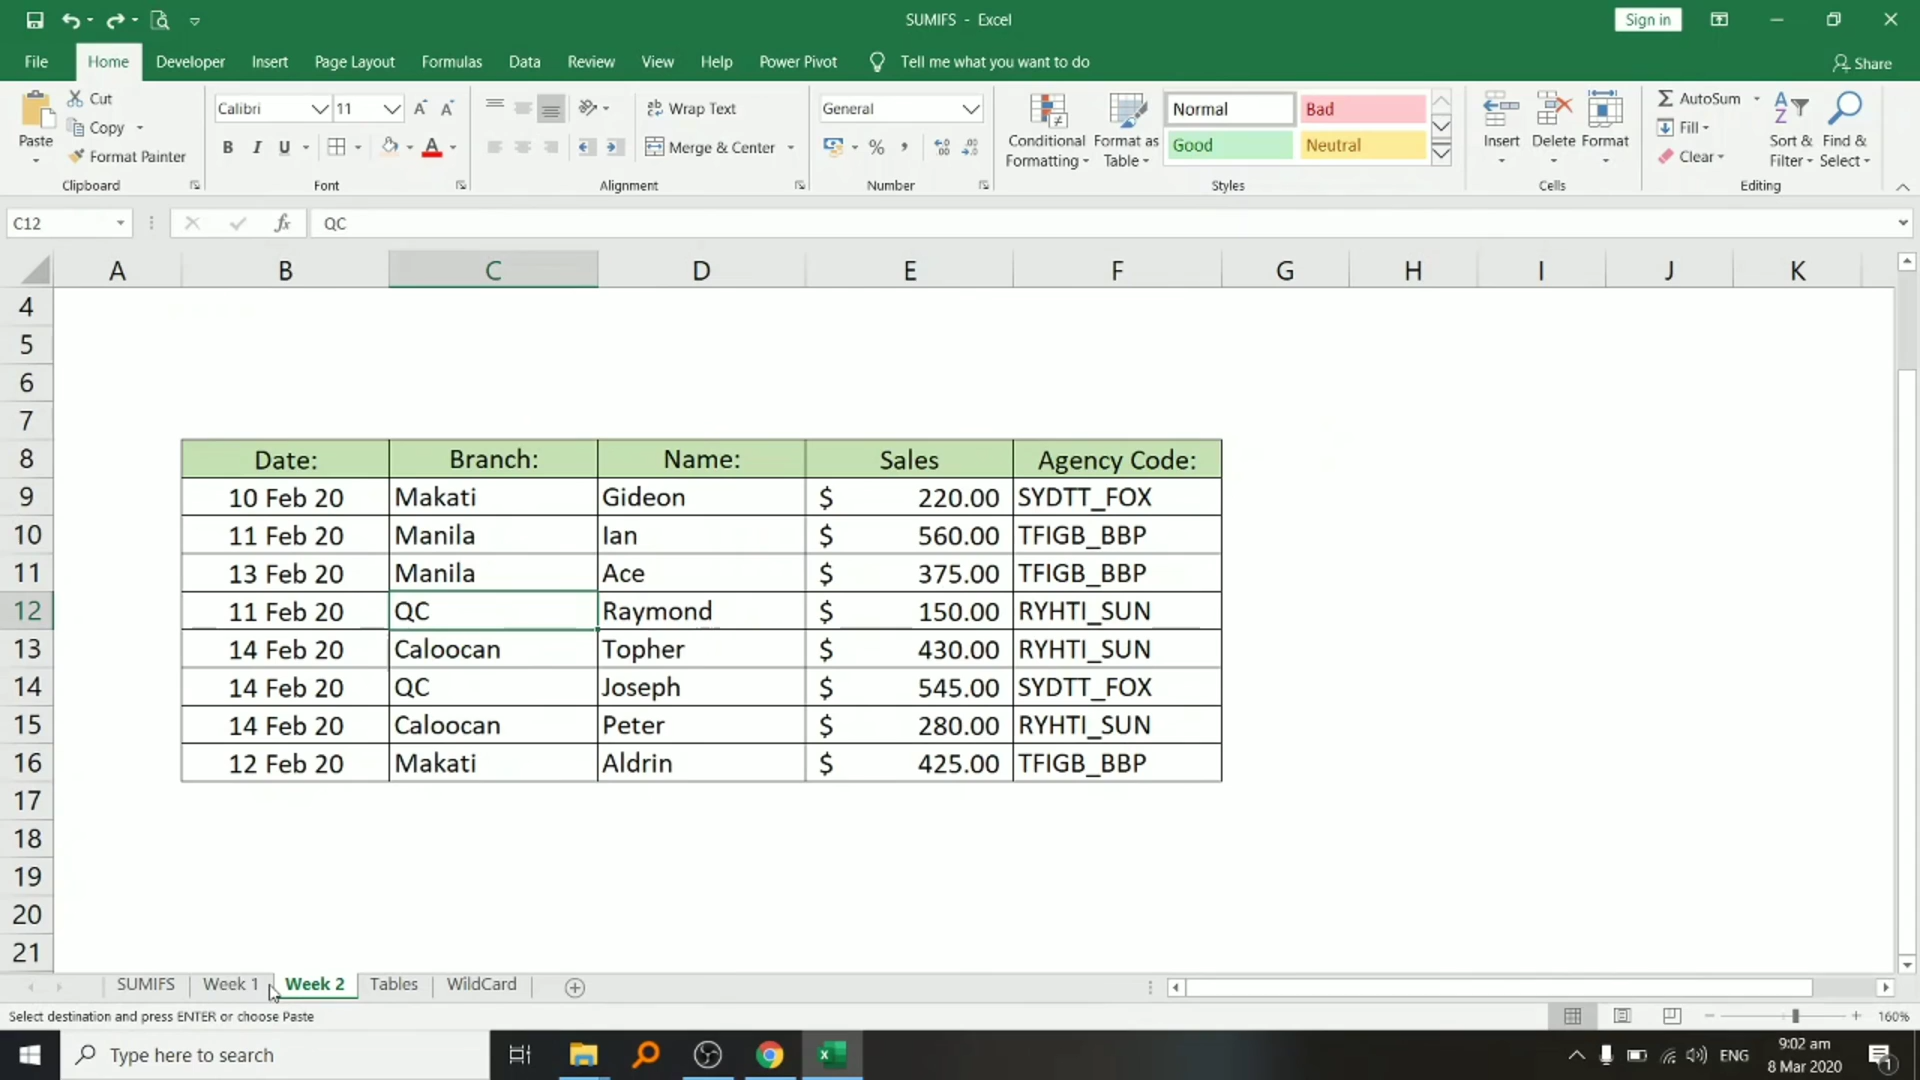 SUMIFS - Excel
Sign in
File Home Developer Insert Page Layout Formulas Data Review View Help Power Pivot Tell me what you want to do Share
Paste Cut Copy Format Painter
Clipboard
Calibri 11
B I U A
Font
Wrap Text
Merge & Center
Alignment
General
% ,
Number
Conditional Formatting
Format as Table
Normal Bad
Good Neutral
Styles
Insert Delete Format
Cells
AutoSum
Fill
Clear
Sort & Filter
Find & Select
Editing
C12 fx QC
A B C D E F G H I J K
4
5
6
7
8 Date: Branch: Name: Sales Agency Code:
9 10 Feb 20 Makati Gideon $ 220.00 SYDTT_FOX
10 11 Feb 20 Manila Ian $ 560.00 TFIGB_BBP
11 13 Feb 20 Manila Ace $ 375.00 TFIGB_BBP
12 11 Feb 20 QC Raymond $ 150.00 RYHTI_SUN
13 14 Feb 20 Caloocan Topher $ 430.00 RYHTI_SUN
14 14 Feb 20 QC Joseph $ 545.00 SYDTT_FOX
15 14 Feb 20 Caloocan Peter $ 280.00 RYHTI_SUN
16 12 Feb 20 Makati Aldrin $ 425.00 TFIGB_BBP
17
18
19
20
21
SUMIFS Week 1 Week 2 Tables WildCard
Select destination and press ENTER or choose Paste
160%
Type here to search
ENG
9:02 am
8 Mar 2020
1